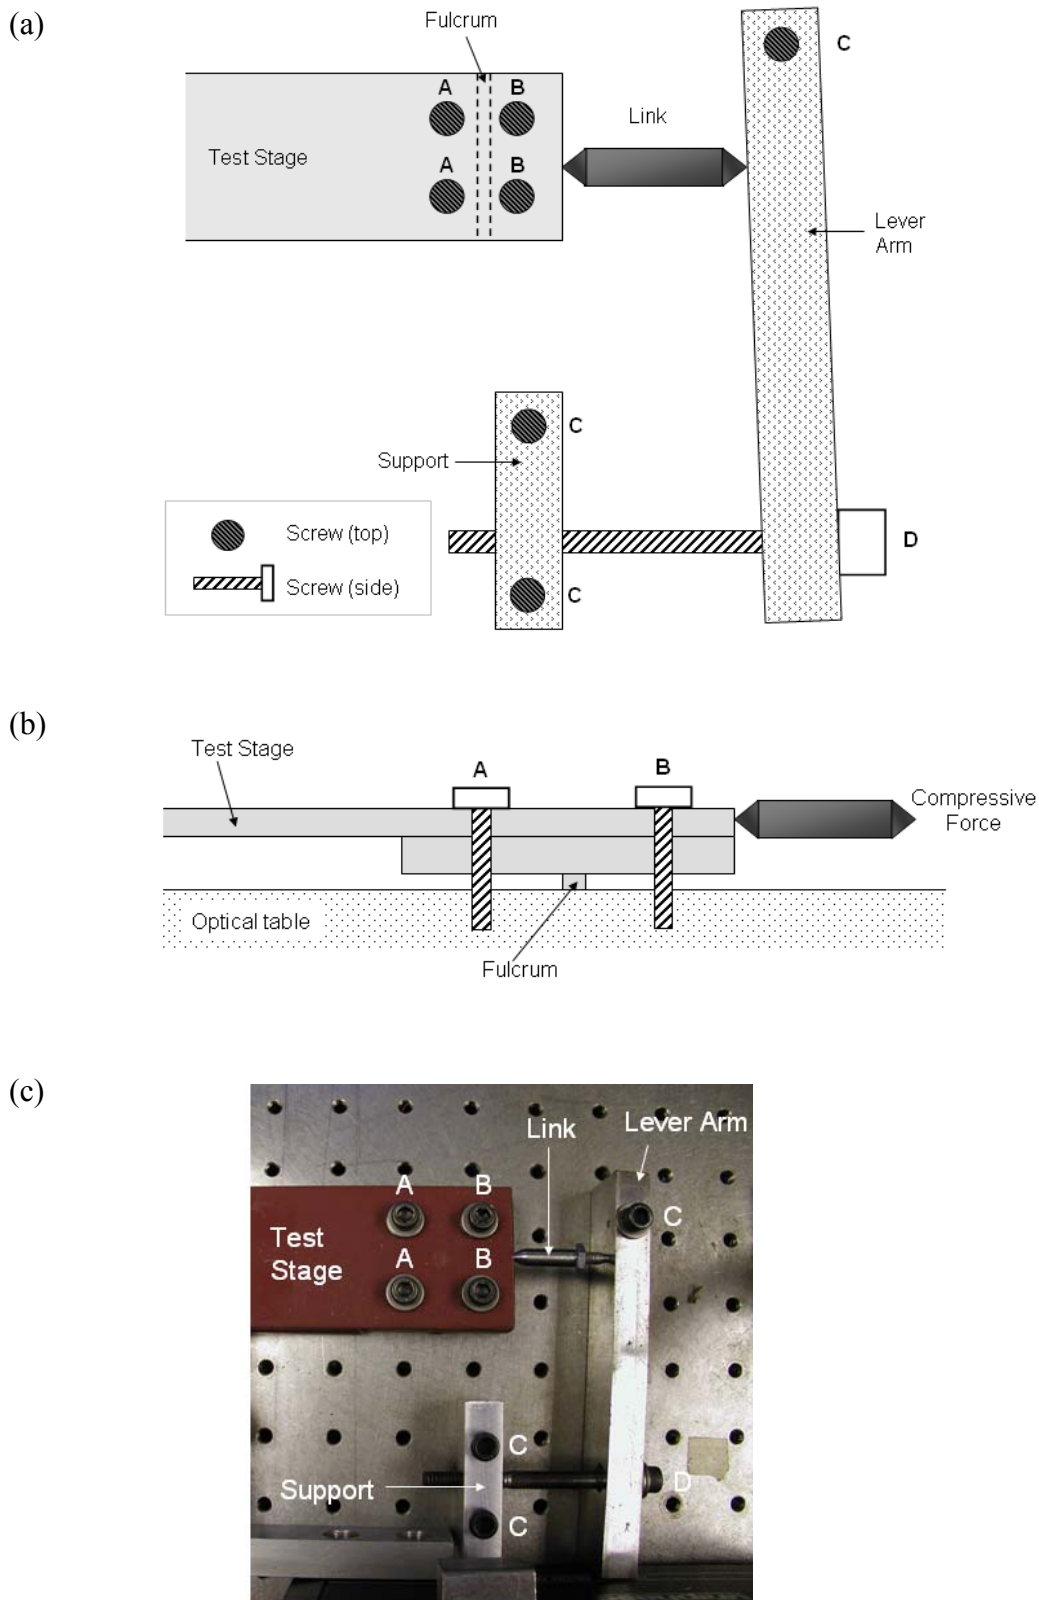 (a)
Fulcrum
C
A
B
Link
Test Stage
A
B
Lever
Arm
C
Support
Screw (top)
D
C
Screw (side)
(b)
Test Stage
A
B
Compressive
Force
Optical table
Fulcrum
(c)
Link
Lever Arm
A
B
C
Test
Stage
A
B
C
Support
D
C